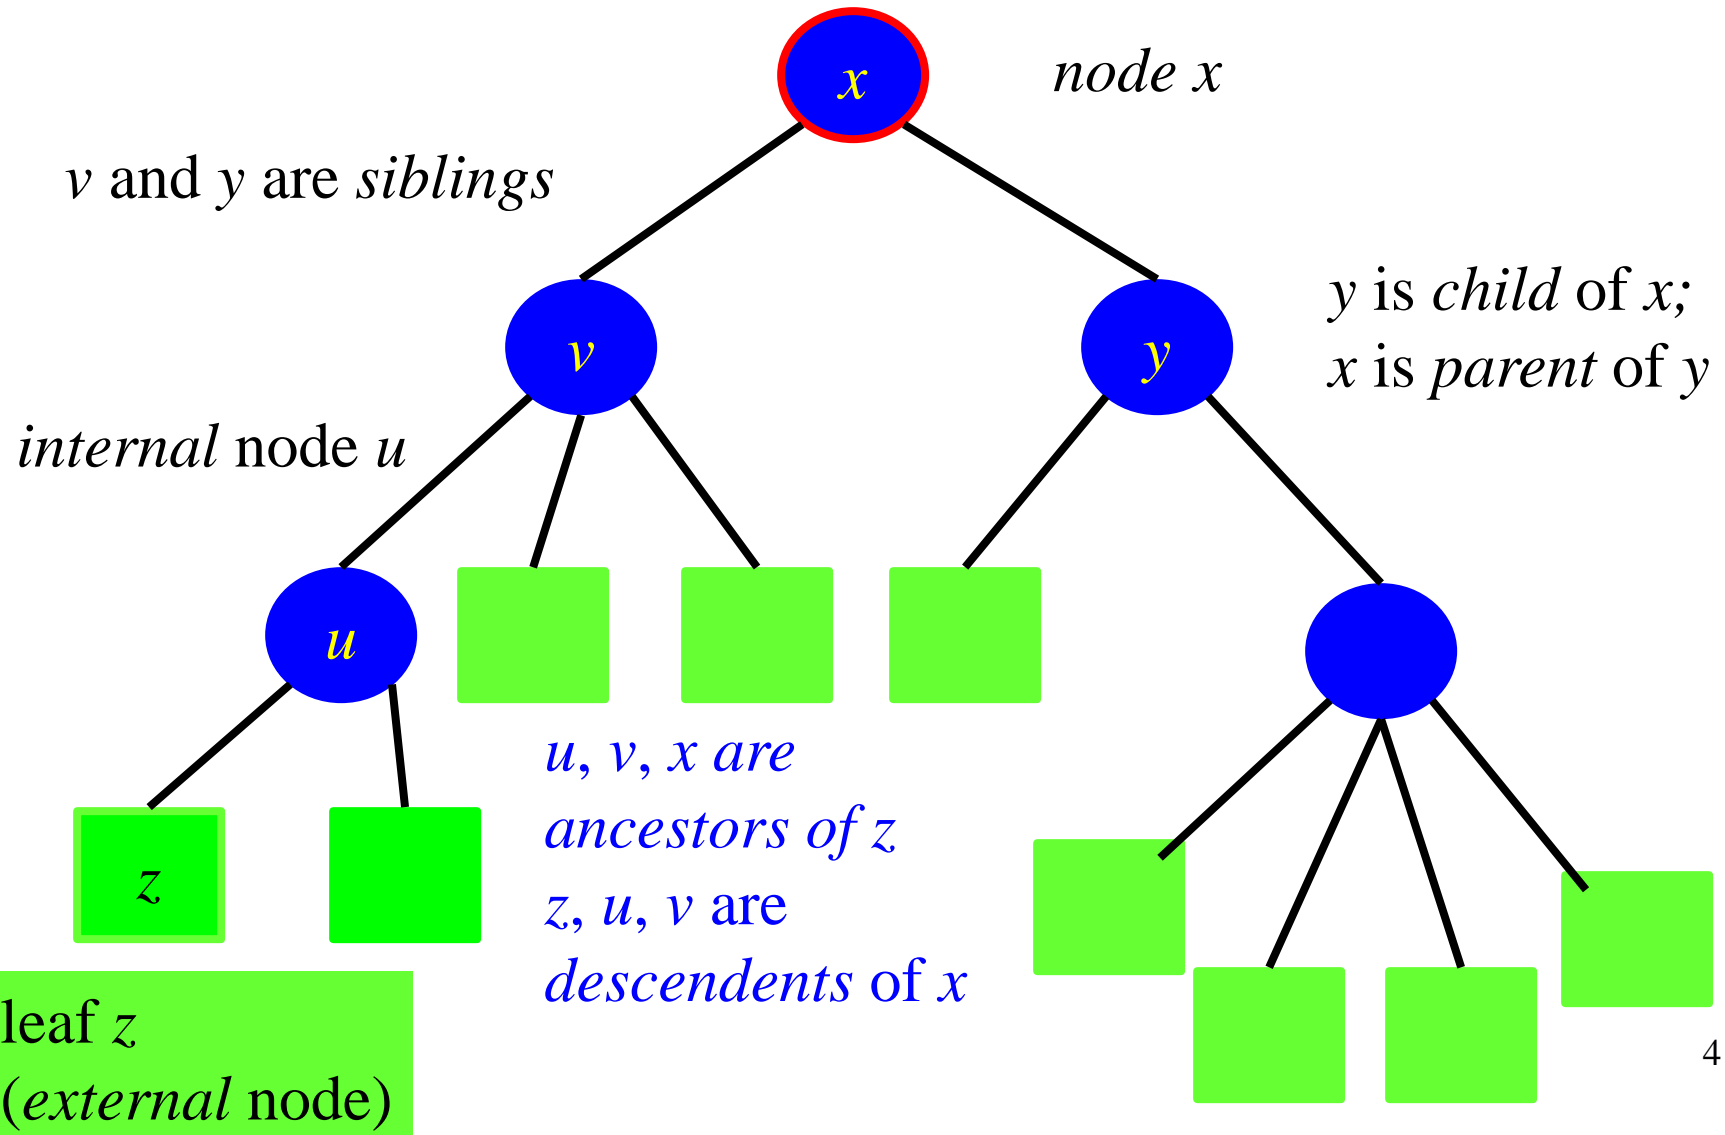 x
node x
v and y are siblings
y is child of x;
x is parent of y
v
y
internal node u
u
u, v, x are
ancestors of z
z, u, v are
descendents of x
z
leaf z
(external node)
4